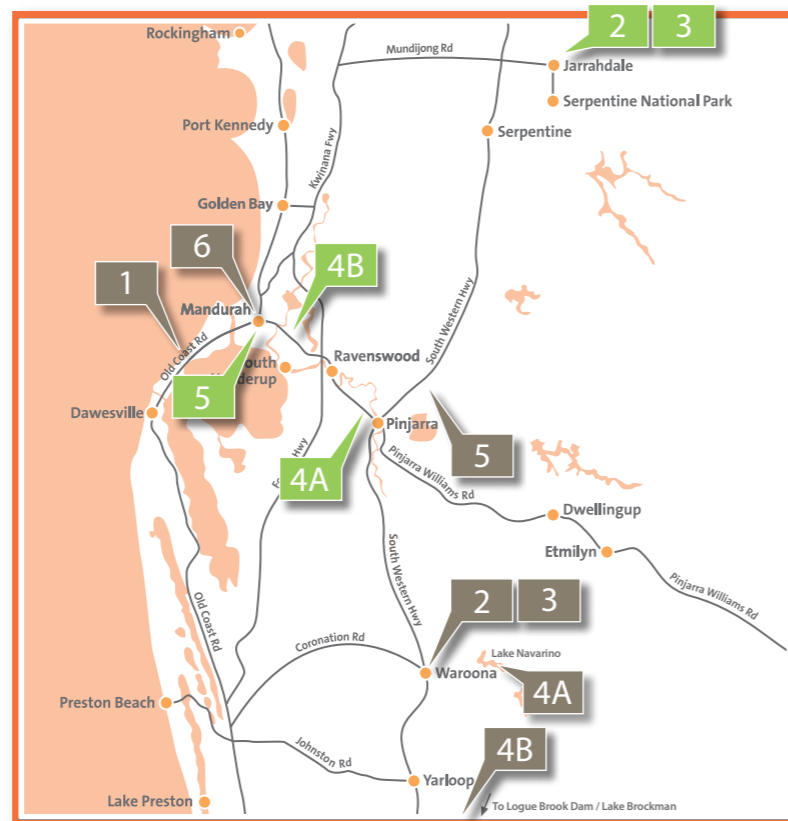 Rockingham
2
3
Mundijong Rd
Jarrahdale
Serpentine National Park
Port Kennedy
Kwinana Fwy
Serpentine
Golden Bay
6
4B
1
Mandurah
South Western Hwy
Old Coast Rd
Ravenswood
Dawesville
5
Pinjarra
4A
5
Pinjarra Williams Rd
Dwellingup
Etmilyn
South Western Hwy
Pinjarra Williams Rd
Old Coast Rd
2
3
Coronation Rd
Lake Navarino
Waroona
4A
Preston Beach
4B
Johnston Rd
Yarloop
Lake Preston
To Logue Brook Dam / Lake Brockman